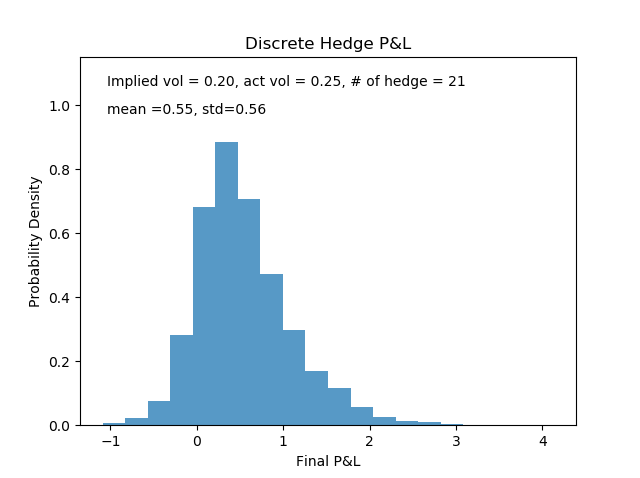 Discrete Hedge P&L
Implied vol = 0.20, act vol = 0.25, # of hedge = 21
mean =0.55, std=0.56
Probability Density
1.0
0.8
0.6
0.4
0.2
0.0
−1
0
1
2
3
4
Final P&L